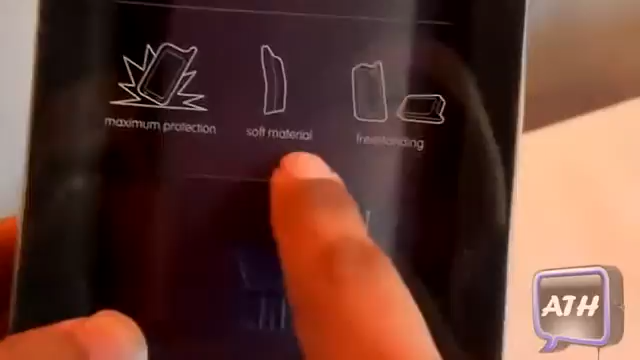 maximum protection
soft material
freestanding
ATH